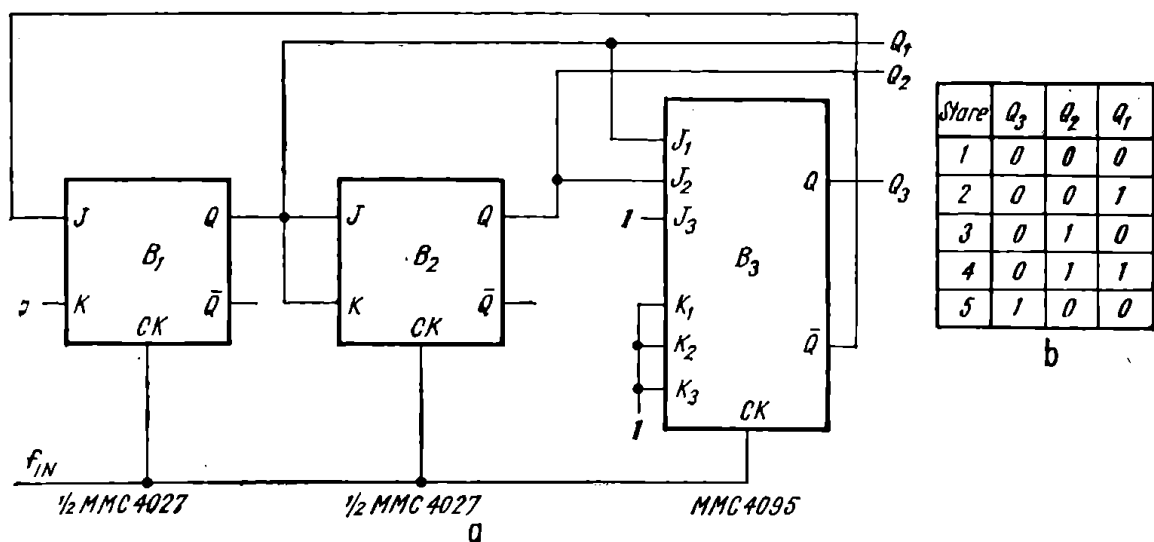 Q₁
Q₂
J₁
J₂
J₃
1
K₁
K₂
K₃
1
B₃
Q
Q̅
CK
Q₃
J
Q
B₁
K
Q̅
CK
J
Q
B₂
K
Q̅
CK
f_IN
½ MMC 4027
½ MMC 4027
MMC 4095
a
Stare Q₃ Q₂ Q₁
1 0 0 0
2 0 0 1
3 0 1 0
4 0 1 1
5 1 0 0
b